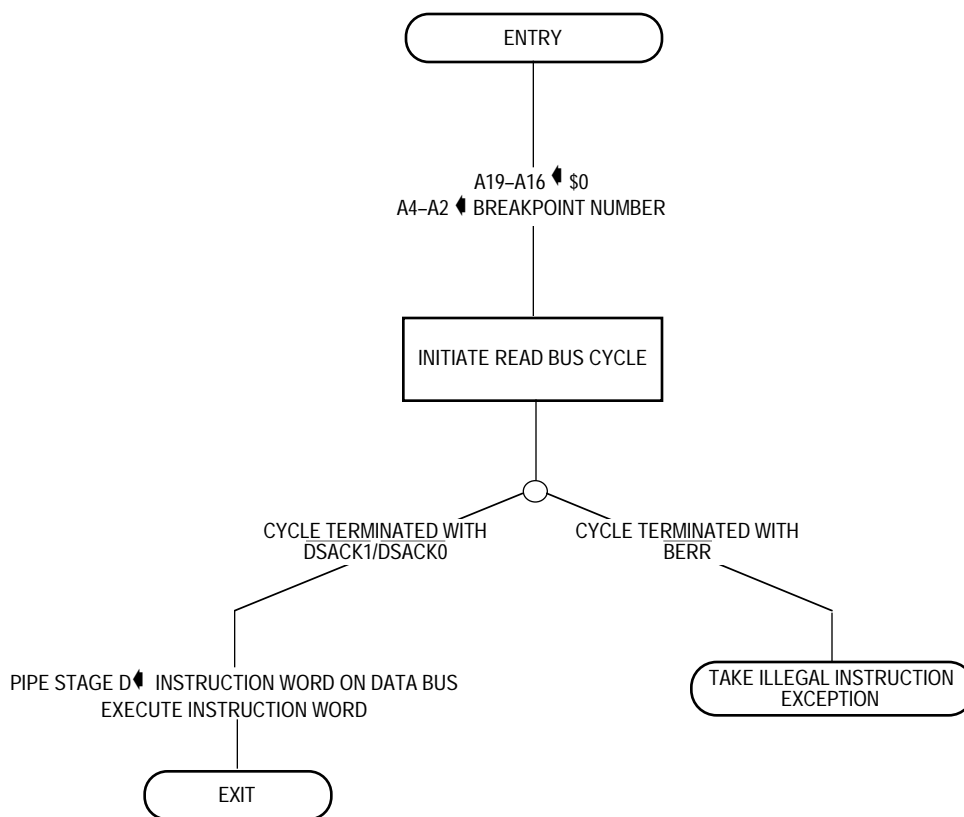 ENTRY
A19–A16 $0
A4–A2 BREAKPOINT NUMBER
INITIATE READ BUS CYCLE
CYCLE TERMINATED WITH
DSACK1/DSACK0
CYCLE TERMINATED WITH
BERR
PIPE STAGE D INSTRUCTION WORD ON DATA BUS
EXECUTE INSTRUCTION WORD
TAKE ILLEGAL INSTRUCTION
EXCEPTION
EXIT